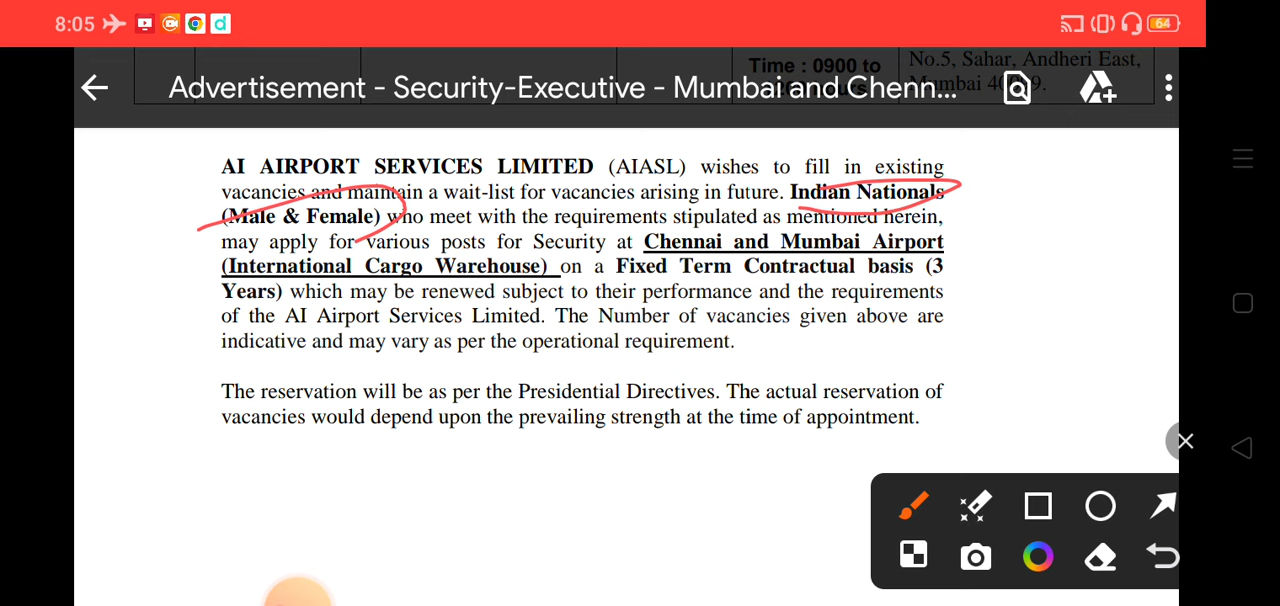 8:05
64
Time : 0900 to
No.5, Sahar, Andheri East,
Advertisement - Security-Executive - Mumbai and Chenn...
AI AIRPORT SERVICES LIMITED (AIASL) wishes to fill in existing
vacancies and maintain a wait-list for vacancies arising in future. Indian Nationals
(Male & Female) who meet with the requirements stipulated as mentioned herein,
may apply for various posts for Security at Chennai and Mumbai Airport
(International Cargo Warehouse) on a Fixed Term Contractual basis (3
Years) which may be renewed subject to their performance and the requirements
of the AI Airport Services Limited. The Number of vacancies given above are
indicative and may vary as per the operational requirement.
The reservation will be as per the Presidential Directives. The actual reservation of
vacancies would depend upon the prevailing strength at the time of appointment.